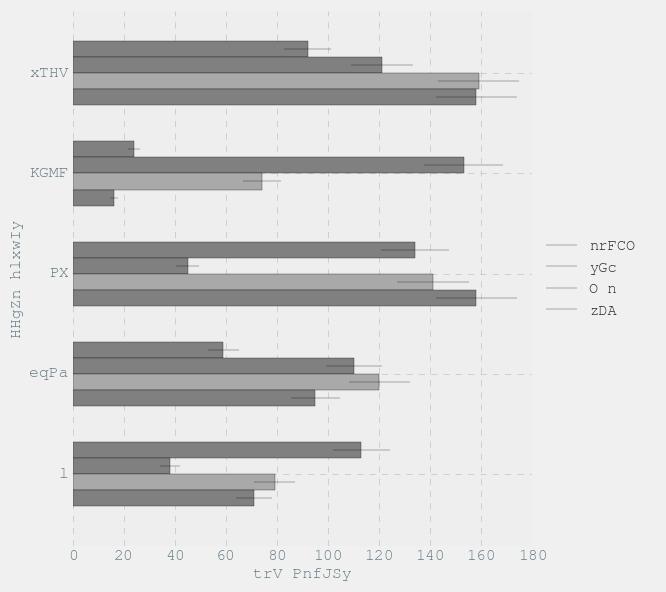 xTHV
KGMF
PX
eqPa
l
HHgZn hlxwIy
0 20 40 60 80 100 120 140 160 180
trV PnfJSy
nrFCO
yGc
O n
zDA